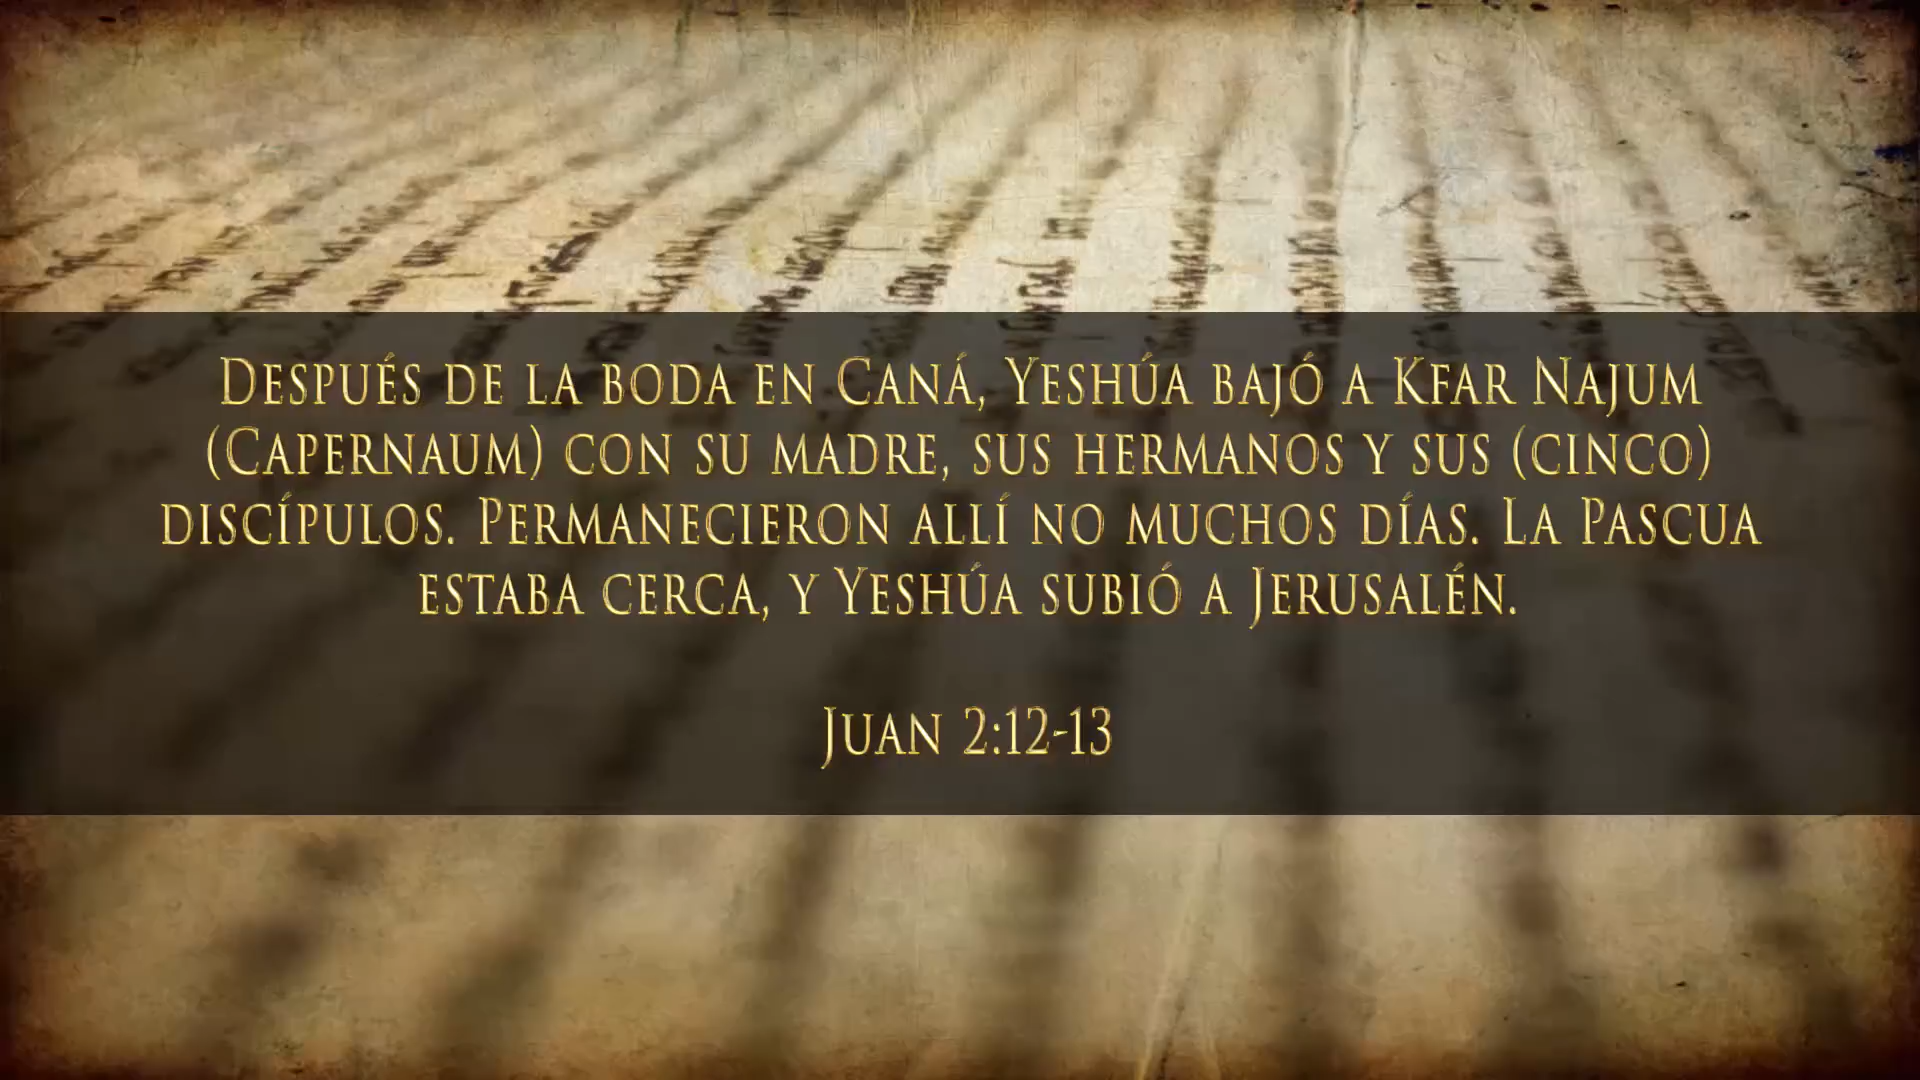 Después de la boda en Caná, Yeshúa bajó a Kfar Najum
(Capernaum) con su madre, sus hermanos y sus (cinco)
discípulos. Permanecieron allí no muchos días. La Pascua
estaba cerca, y Yeshúa subió a Jerusalén.
Juan 2:12-13